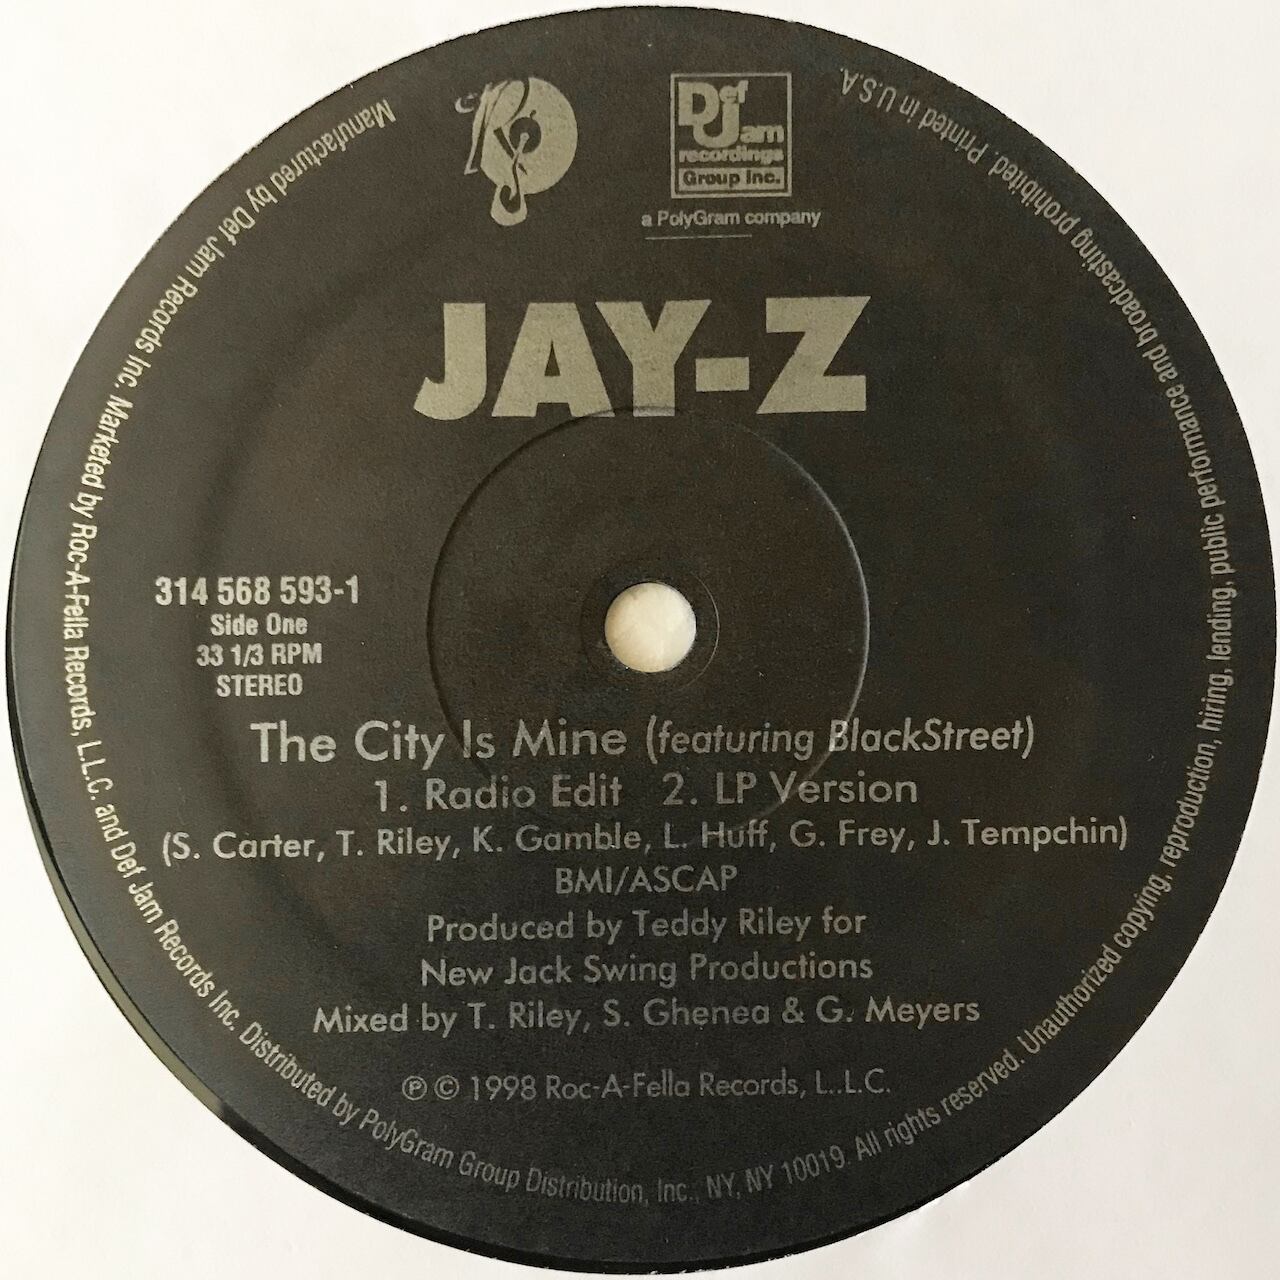 Def Jam
recordings
Group Inc.
a PolyGram company
JAY-Z
314 568 593-1
Side One
33 1/3 RPM
STEREO
The City Is Mine (featuring BlackStreet)
1. Radio Edit 2. LP Version
(S. Carter, T. Riley, K. Gamble, L. Huff, G. Frey, J. Tempchin)
BMI/ASCAP
Produced by Teddy Riley for
New Jack Swing Productions
Mixed by T. Riley, S. Ghenea & G. Meyers
℗ © 1998 Roc-A-Fella Records, L..L.C.
Manufactured by Def Jam Records Inc. Marketed by Roc-A-Fella Records, L.L.C. and Def Jam Records Inc. Distributed by PolyGram Group Distribution, Inc., NY, NY 10019. All rights reserved. Unauthorized copying, reproduction, hiring, lending, public performance and broadcasting prohibited. Printed in U.S.A.